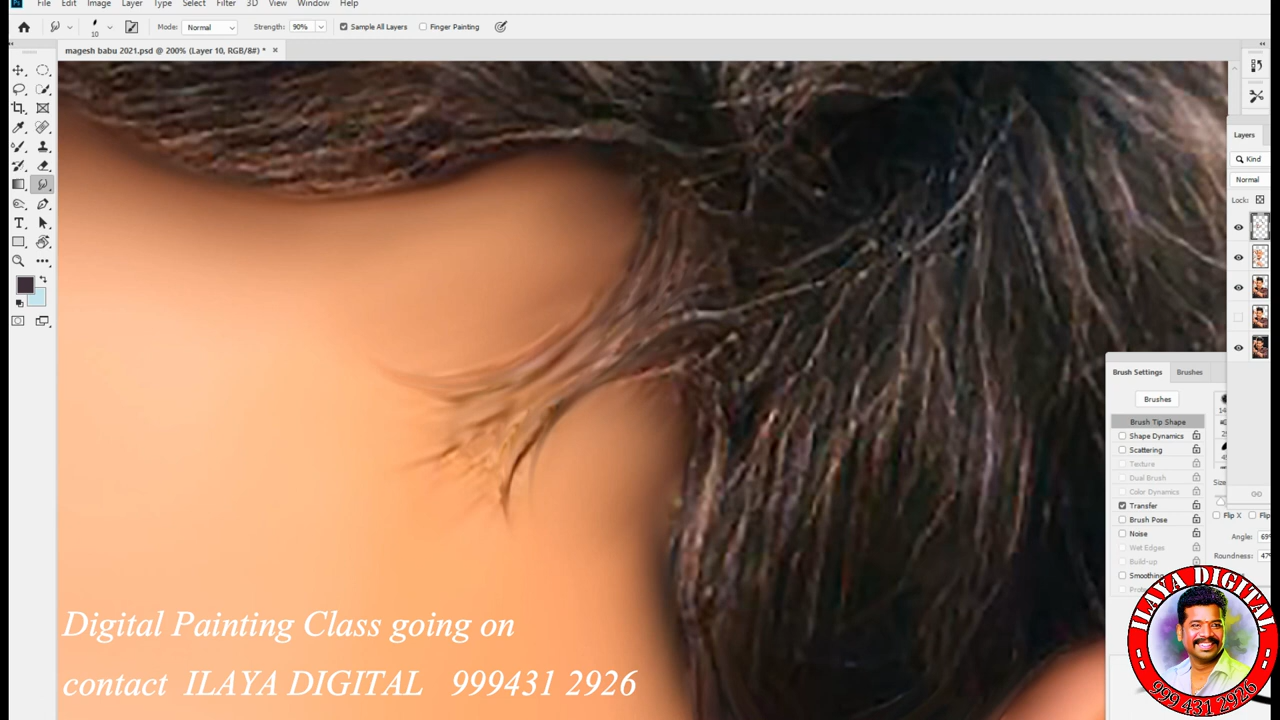 File Edit Image Layer Type Select Filter 3D View Window Help
10 Mode: Normal Strength: 90% Sample All Layers Finger Painting
magesh babu 2021.psd @ 200% (Layer 10, RGB/8#) * ×
Layers
Kind
Normal
Lock:
Brush Settings Brushes
Brushes
Brush Tip Shape
Shape Dynamics
Scattering
Texture
Dual Brush
Color Dynamics
Transfer
Brush Pose
Noise
Wet Edges
Build-up
Smoothing
Flip X
Angle:
Roundness:
Digital Painting Class going on
contact ILAYA DIGITAL 999431 2926
ILAYA DIGITAL
999 431 2926